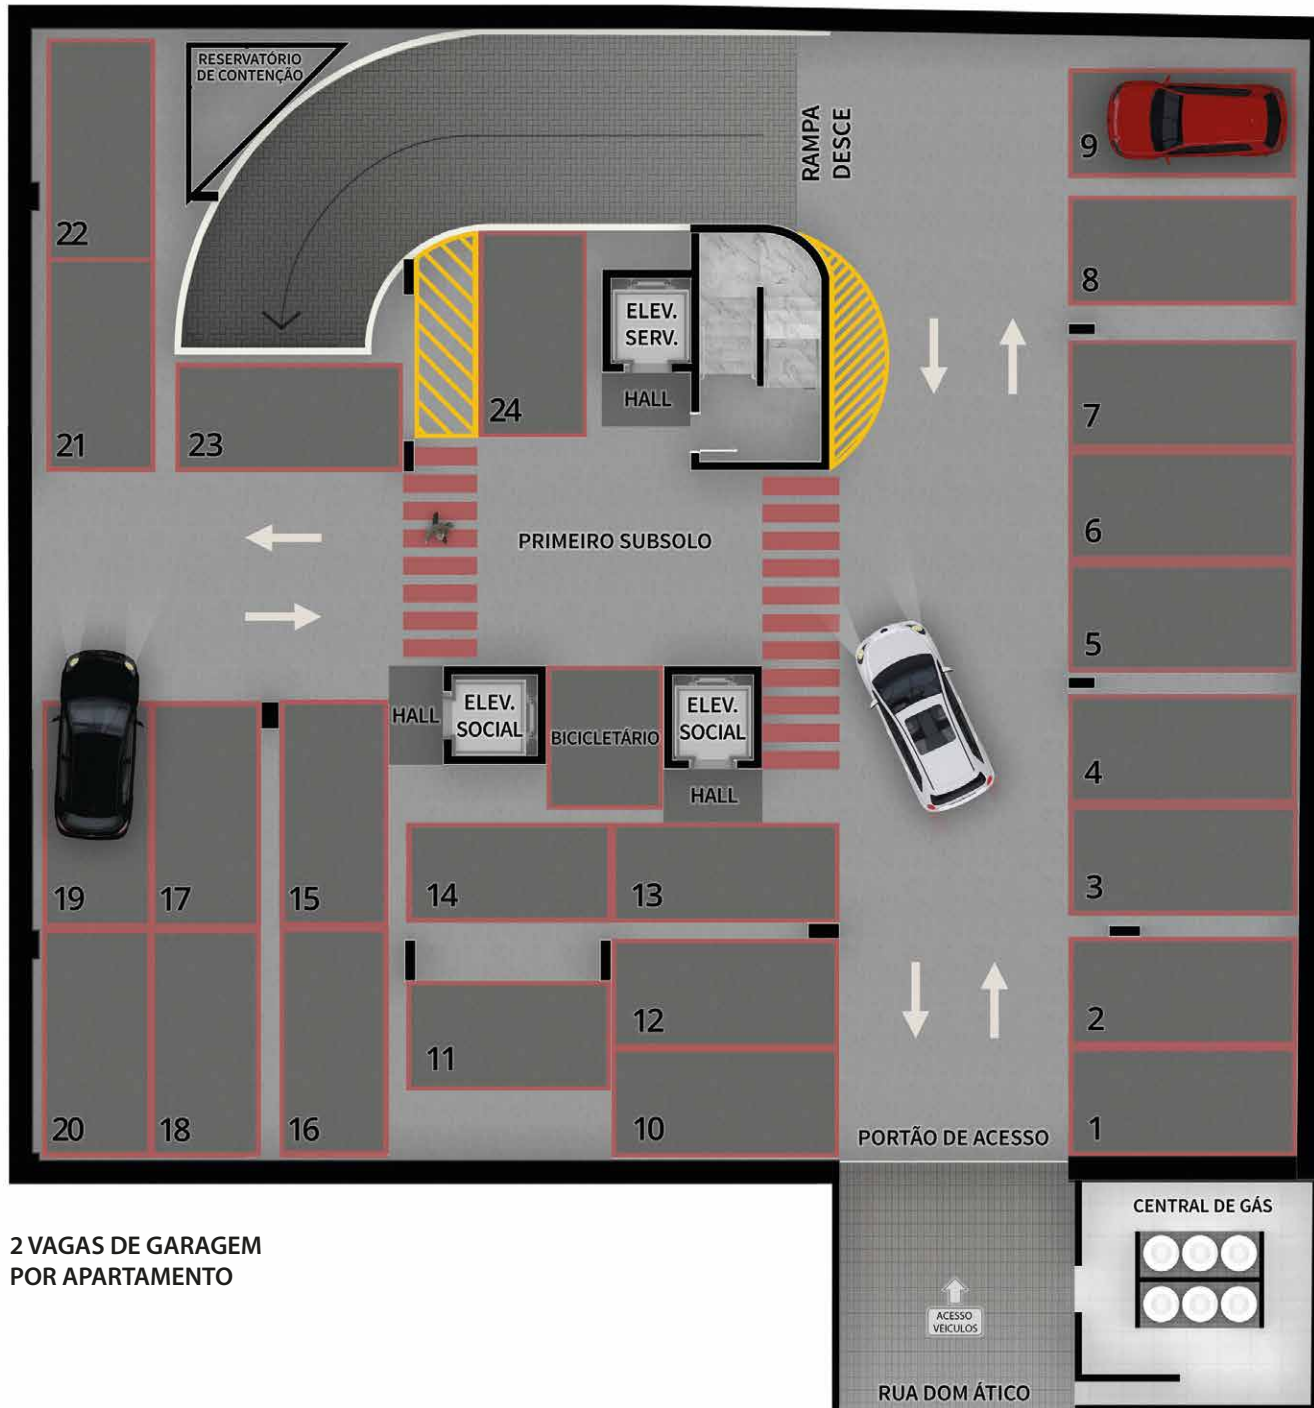 RESERVATÓRIO
DE CONTENÇÃO
RAMPA
DESCE
9
22
8
ELEV.
SERV.
HALL
24
7
21
23
6
PRIMEIRO SUBSOLO
5
HALL
ELEV.
SOCIAL
BICICLETÁRIO
ELEV.
SOCIAL
HALL
4
19
17
15
14
13
3
12
2
11
20
18
16
10
PORTÃO DE ACESSO
1
CENTRAL DE GÁS
2 VAGAS DE GARAGEM
POR APARTAMENTO
ACESSO
VEICULOS
RUA DOM ÁTICO